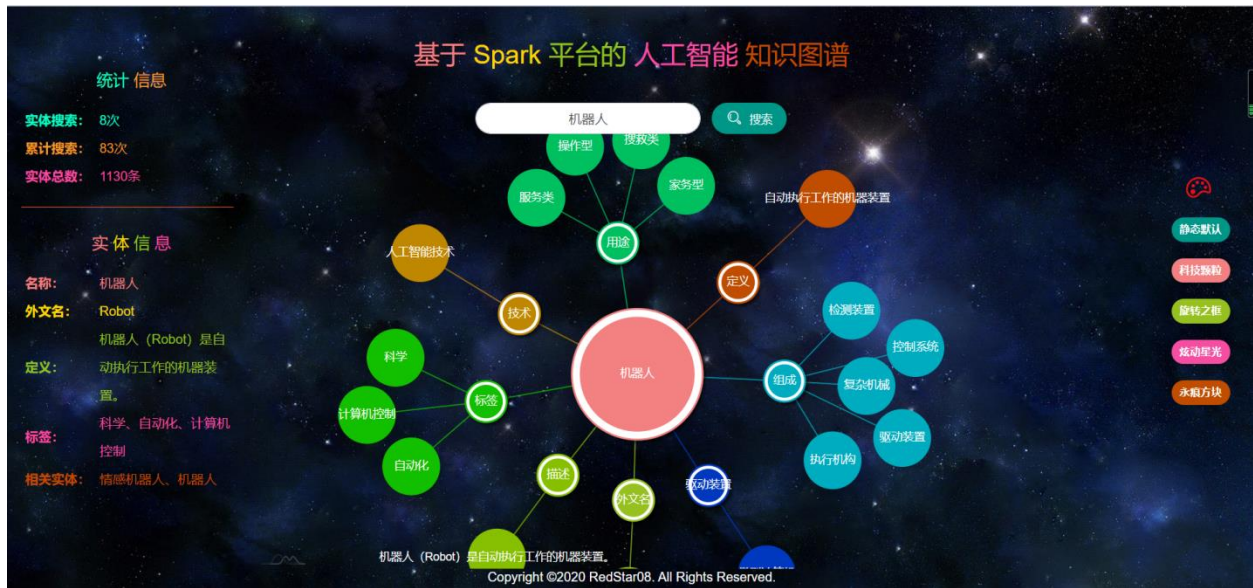 基于 Spark 平台的 人工智能 知识图谱
统计 信息
实体搜索： 8次
累计搜索： 83次
实体总数： 1130条
实 体 信 息
名称： 机器人
外文名： Robot
定义：
机器人（Robot）是自
动执行工作的机器装
置。
标签：
科学、自动化、计算机
控制
相关实体： 情感机器人、机器人
机器人
搜索
操作型
搜救类
服务类
家务型
用途
自动执行工作的机器装置
定义
人工智能技术
技术
检测装置
控制系统
复杂机械
驱动装置
执行机构
组成
机器人
科学
计算机控制
自动化
标签
描述
外文名
驱动装置
机器人（Robot）是自动执行工作的机器装置。
静态默认
科技颗粒
旋转之框
炫动星光
永痕方块
Copyright ©2020 RedStar08. All Rights Reserved.